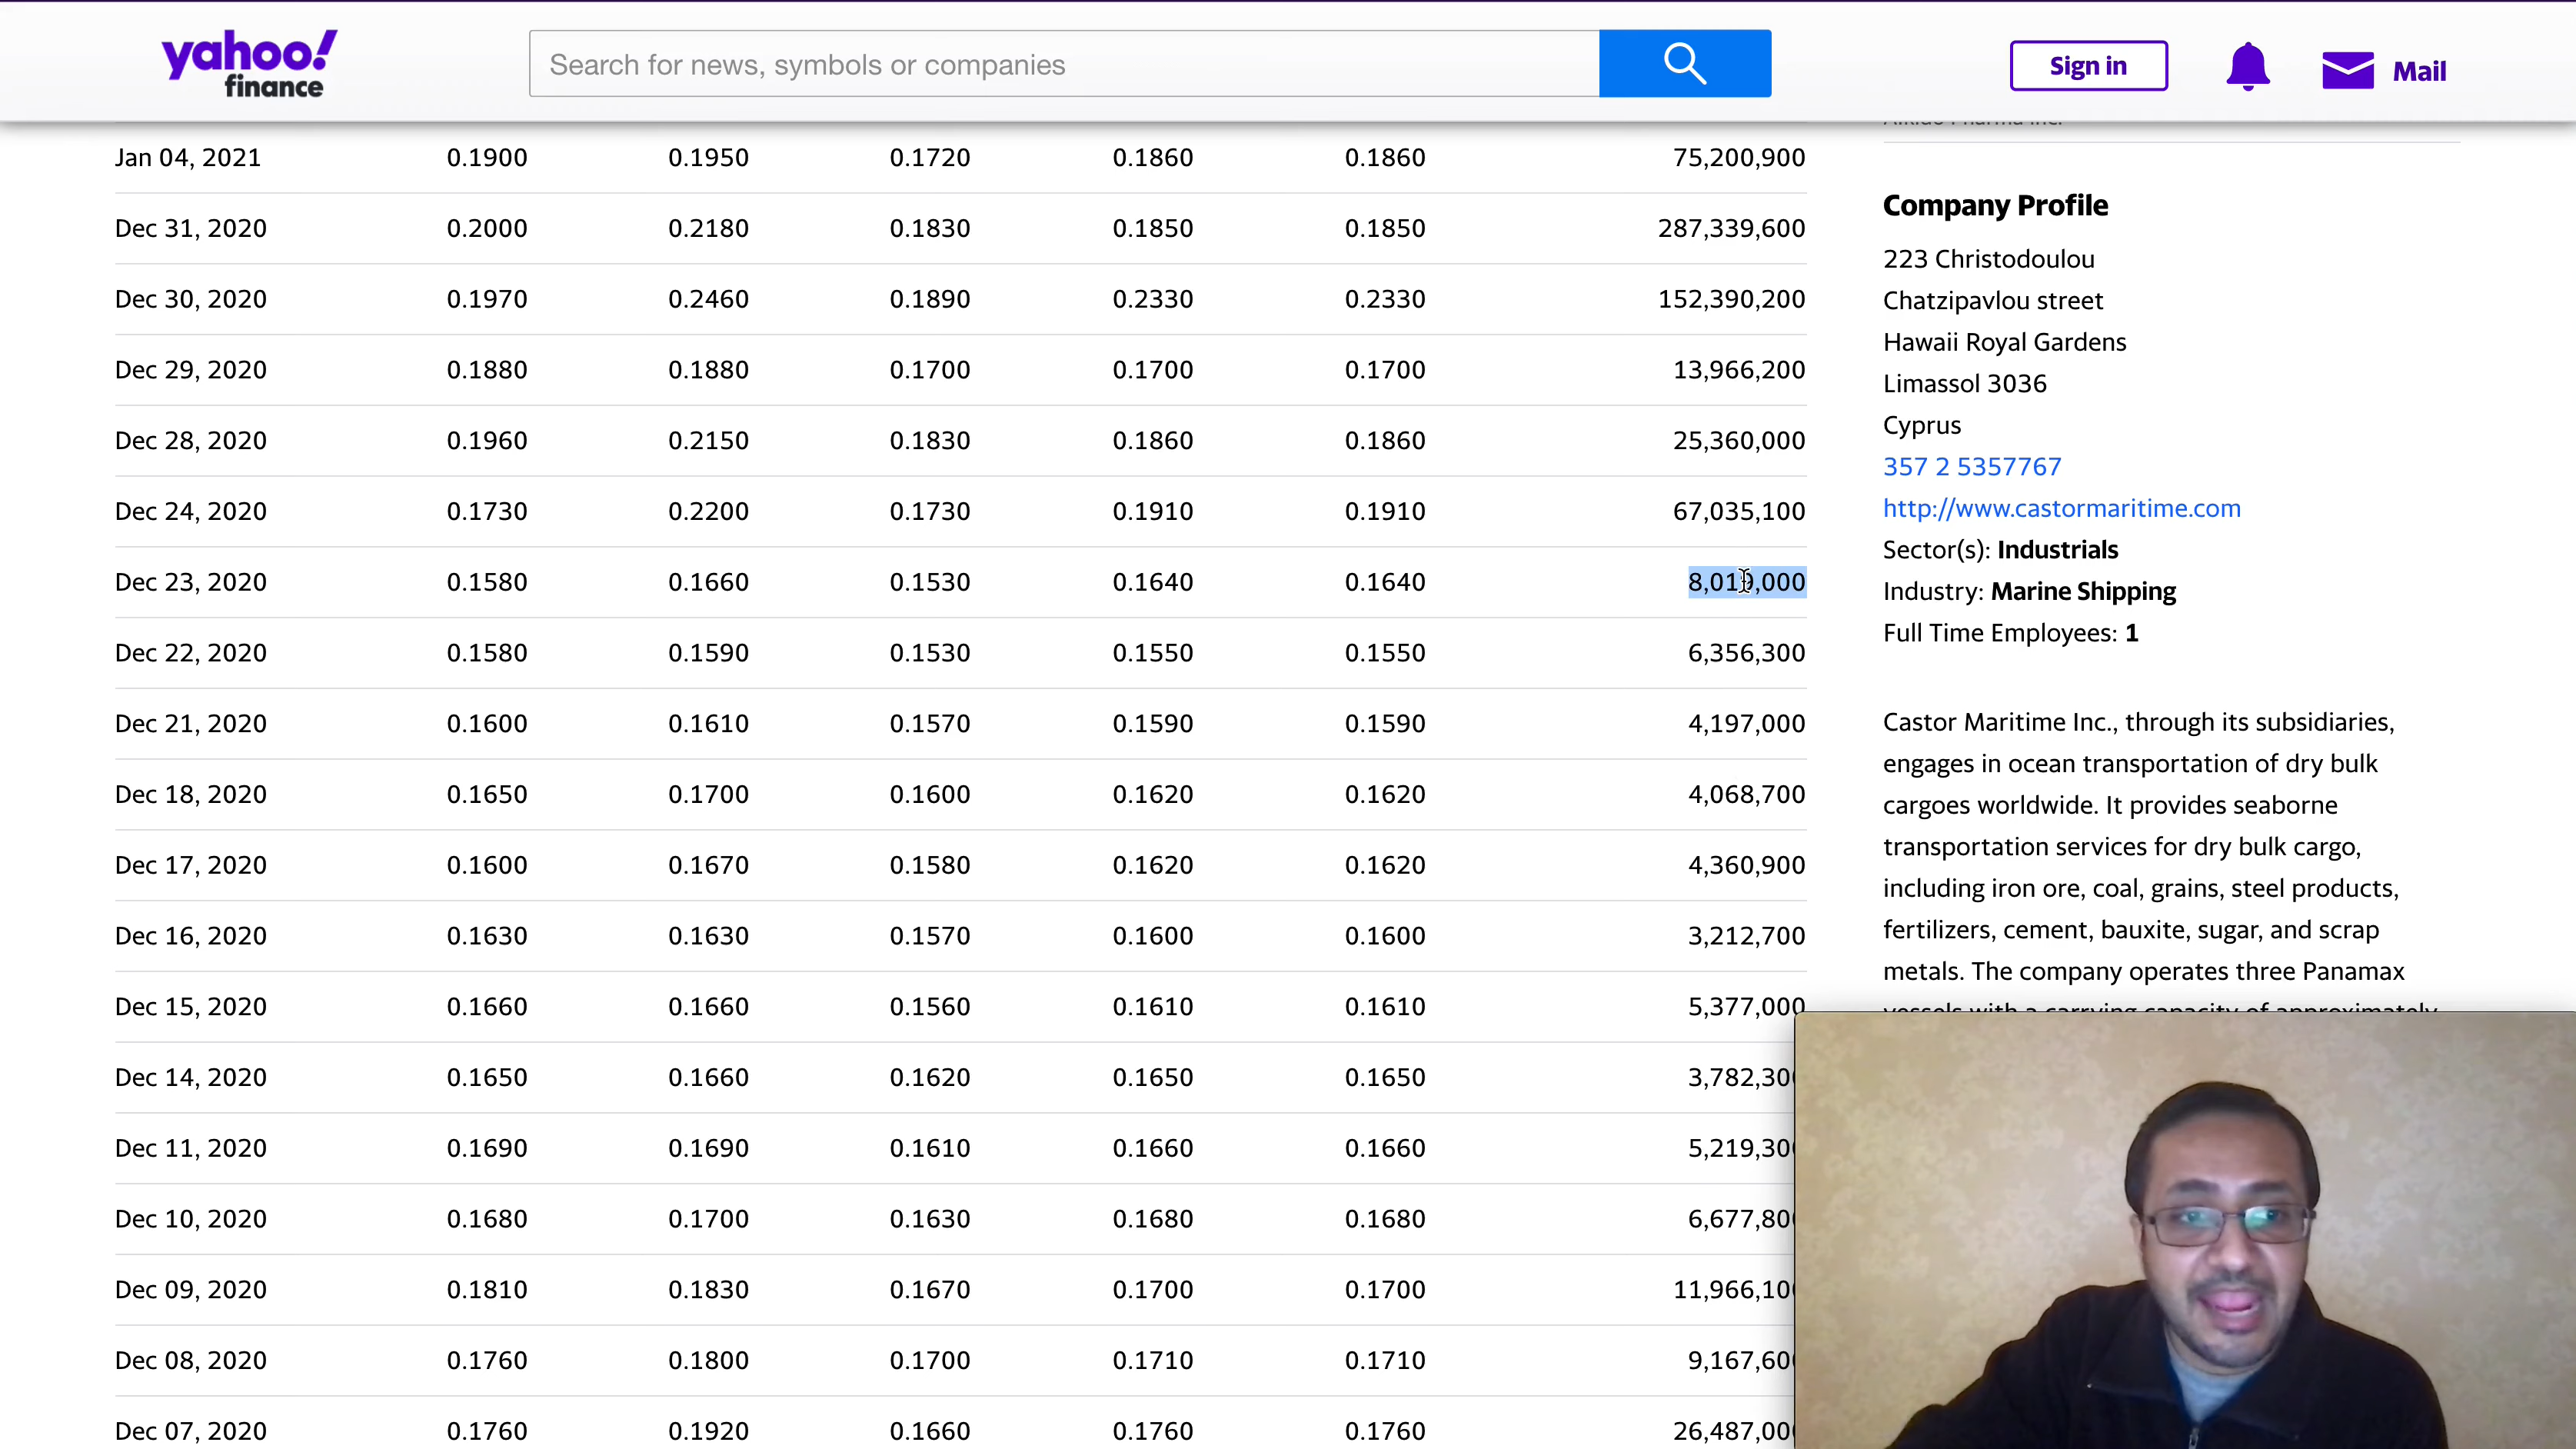 yahoo!
finance
Search for news, symbols or companies
Sign in
Mail
Jan 04, 2021 0.1900 0.1950 0.1720 0.1860 0.1860 75,200,900
Dec 31, 2020 0.2000 0.2180 0.1830 0.1850 0.1850 287,339,600
Dec 30, 2020 0.1970 0.2460 0.1890 0.2330 0.2330 152,390,200
Dec 29, 2020 0.1880 0.1880 0.1700 0.1700 0.1700 13,966,200
Dec 28, 2020 0.1960 0.2150 0.1830 0.1860 0.1860 25,360,000
Dec 24, 2020 0.1730 0.2200 0.1730 0.1910 0.1910 67,035,100
Dec 23, 2020 0.1580 0.1660 0.1530 0.1640 0.1640
Dec 22, 2020 0.1580 0.1590 0.1530 0.1550 0.1550 6,356,300
Dec 21, 2020 0.1600 0.1610 0.1570 0.1590 0.1590 4,197,000
Dec 18, 2020 0.1650 0.1700 0.1600 0.1620 0.1620 4,068,700
Dec 17, 2020 0.1600 0.1670 0.1580 0.1620 0.1620 4,360,900
Dec 16, 2020 0.1630 0.1630 0.1570 0.1600 0.1600 3,212,700
Dec 15, 2020 0.1660 0.1660 0.1560 0.1610 0.1610 5,377,000
Dec 14, 2020 0.1650 0.1660 0.1620 0.1650 0.1650
Dec 11, 2020 0.1690 0.1690 0.1610 0.1660 0.1660
Dec 10, 2020 0.1680 0.1700 0.1630 0.1680 0.1680
Dec 09, 2020 0.1810 0.1830 0.1670 0.1700 0.1700
Dec 08, 2020 0.1760 0.1800 0.1700 0.1710 0.1710
Dec 07, 2020 0.1760 0.1920 0.1660 0.1760 0.1760
Company Profile
223 Christodoulou
Chatzipavlou street
Hawaii Royal Gardens
Limassol 3036
Cyprus
357 2 5357767
http://www.castormaritime.com
Sector(s): Industrials
Industry: Marine Shipping
Full Time Employees: 1
Castor Maritime Inc., through its subsidiaries,
engages in ocean transportation of dry bulk
cargoes worldwide. It provides seaborne
transportation services for dry bulk cargo,
including iron ore, coal, grains, steel products,
fertilizers, cement, bauxite, sugar, and scrap
metals. The company operates three Panamax
vessels with a carrying capacity of approximately